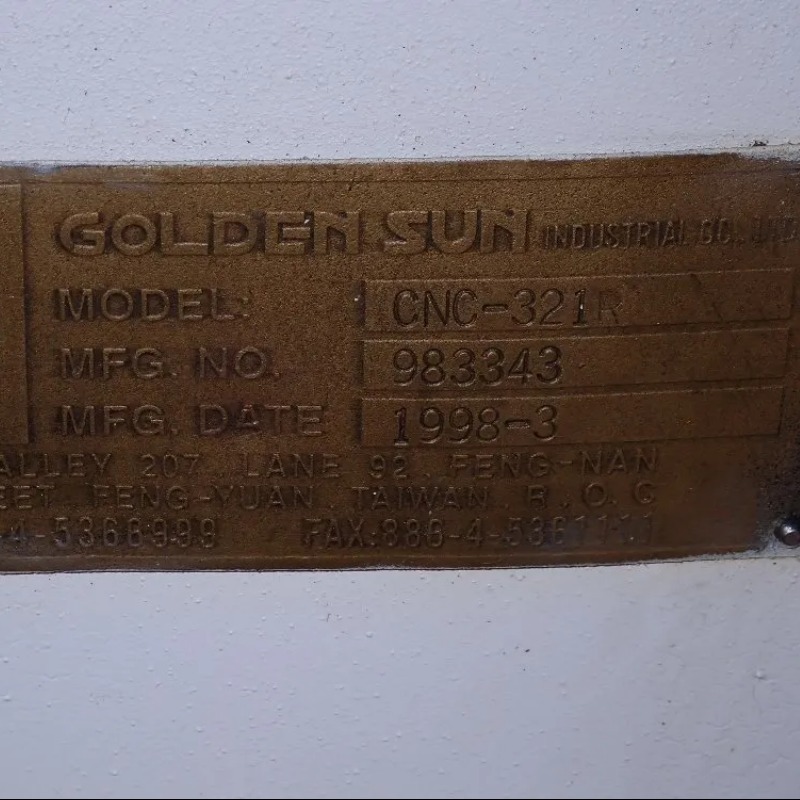 GOLDEN SUN INDUSTRIAL CO., LTD.
MODEL: CNC-321R
MFG. NO. 983343
MFG. DATE 1998-3
ALLEY 207 LANE 92. FENG-NAN
EET. FENG-YUAN. TAIWAN. R.O.C
-4-5366999 FAX:886-4-5361111